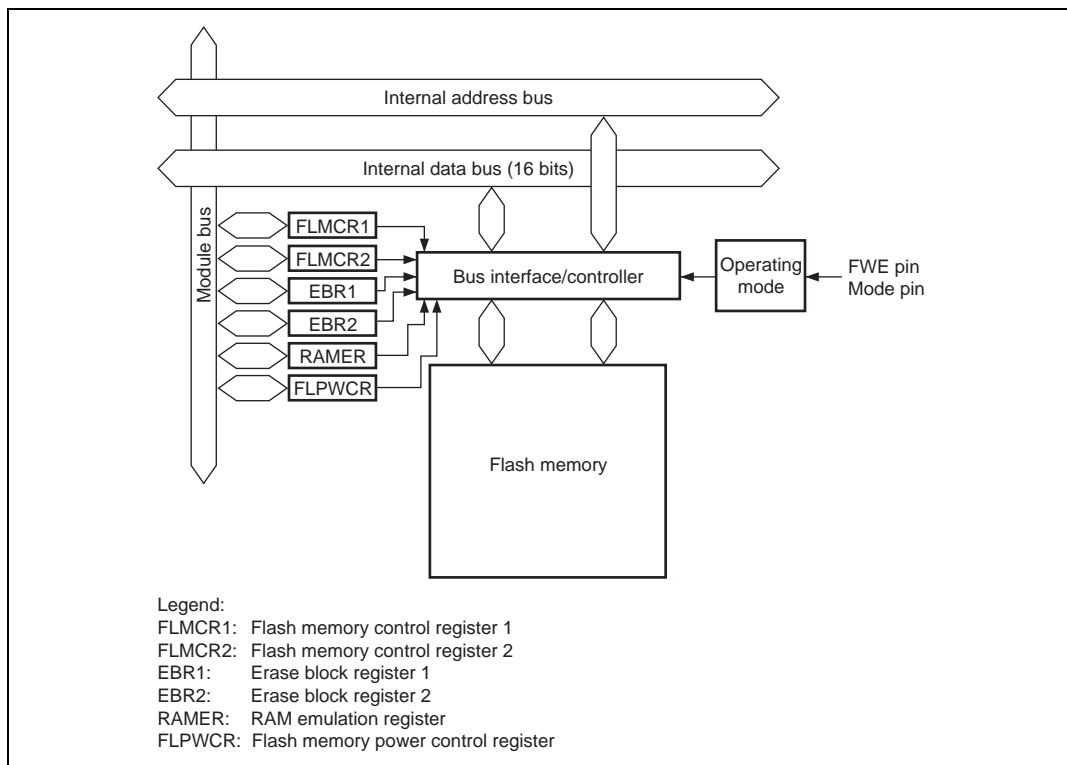 Internal address bus
Internal data bus (16 bits)
Module bus
FLMCR1
FLMCR2
EBR1
EBR2
RAMER
FLPWCR
Bus interface/controller
Operating
mode
FWE pin
Mode pin
Flash memory
Legend:
FLMCR1: Flash memory control register 1
FLMCR2: Flash memory control register 2
EBR1: Erase block register 1
EBR2: Erase block register 2
RAMER: RAM emulation register
FLPWCR: Flash memory power control register